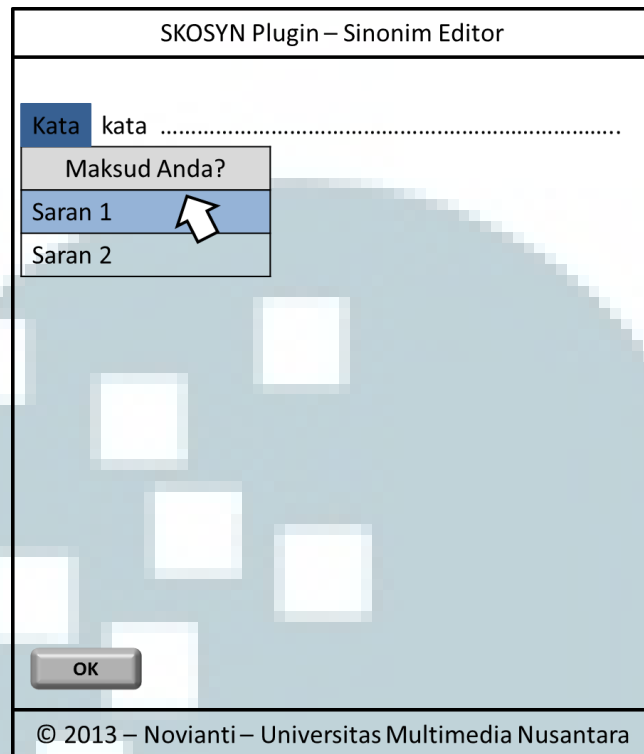 SKOSYN Plugin – Sinonim Editor
Kata kata ...........................................................................
Maksud Anda?
Saran 1
Saran 2
OK
© 2013 – Novianti – Universitas Multimedia Nusantara